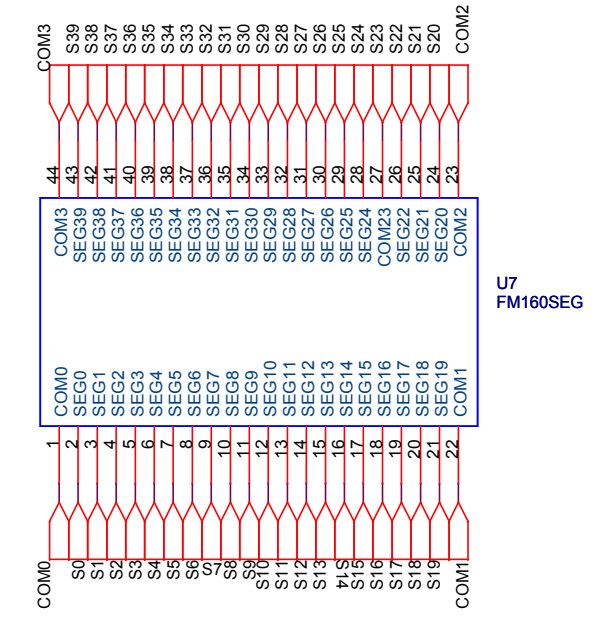 COM3 S39 S38 S37 S36 S35 S34 S33 S32 S31 S30 S29 S28 S27 S26 S25 S24 S23 S22 S21 S20 COM2
44 43 42 41 40 39 38 37 36 35 34 33 32 31 30 29 28 27 26 25 24 23
COM3 SEG39 SEG38 SEG37 SEG36 SEG35 SEG34 SEG33 SEG32 SEG31 SEG30 SEG29 SEG28 SEG27 SEG26 SEG25 SEG24 COM23 SEG22 SEG21 SEG20 COM2
U7
FM160SEG
COM0 SEG0 SEG1 SEG2 SEG3 SEG4 SEG5 SEG6 SEG7 SEG8 SEG9 SEG10 SEG11 SEG12 SEG13 SEG14 SEG15 SEG16 SEG17 SEG18 SEG19 COM1
1 2 3 4 5 6 7 8 9 10 11 12 13 14 15 16 17 18 19 20 21 22
COM0 S0 S1 S2 S3 S4 S5 S6 S7 S8 S9 S10 S11 S12 S13 S14 S15 S16 S17 S18 S19 COM1